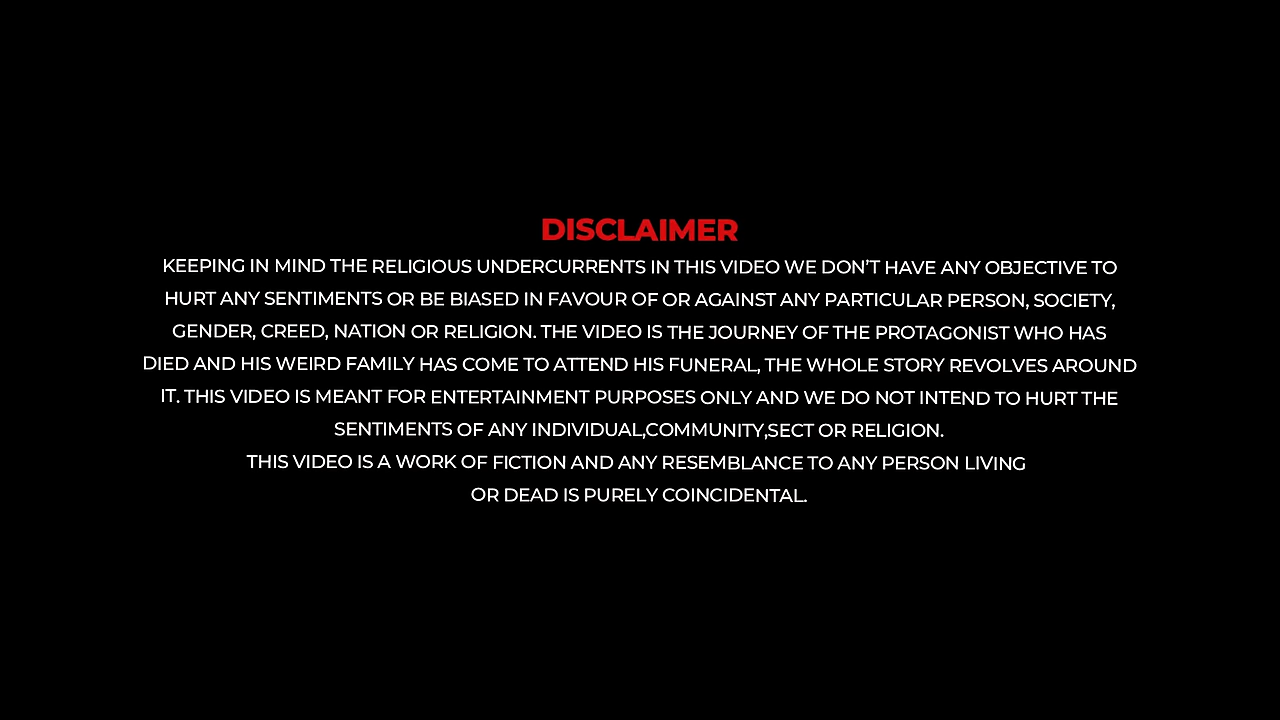 DISCLAIMER
KEEPING IN MIND THE RELIGIOUS UNDERCURRENTS IN THIS VIDEO WE DON’T HAVE ANY OBJECTIVE TO
HURT ANY SENTIMENTS OR BE BIASED IN FAVOUR OF OR AGAINST ANY PARTICULAR PERSON, SOCIETY,
GENDER, CREED, NATION OR RELIGION. THE VIDEO IS THE JOURNEY OF THE PROTAGONIST WHO HAS
DIED AND HIS WEIRD FAMILY HAS COME TO ATTEND HIS FUNERAL, THE WHOLE STORY REVOLVES AROUND
IT. THIS VIDEO IS MEANT FOR ENTERTAINMENT PURPOSES ONLY AND WE DO NOT INTEND TO HURT THE
SENTIMENTS OF ANY INDIVIDUAL,COMMUNITY,SECT OR RELIGION.
THIS VIDEO IS A WORK OF FICTION AND ANY RESEMBLANCE TO ANY PERSON LIVING
OR DEAD IS PURELY COINCIDENTAL.